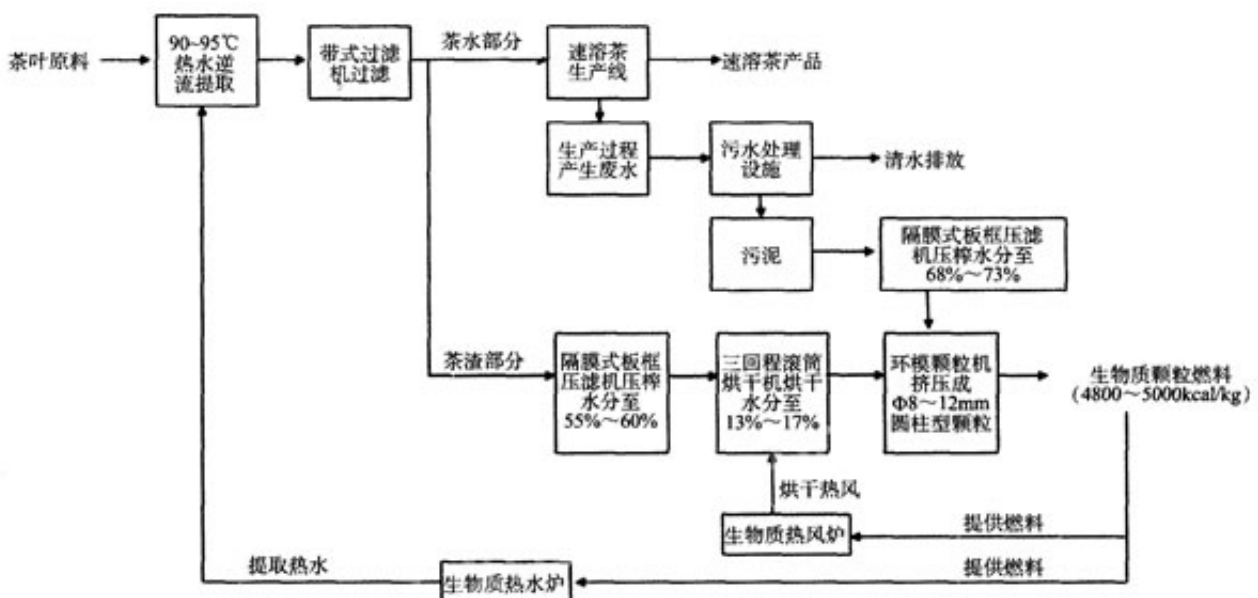 茶叶原料
90~95℃
热水逆
流提取
带式过滤
机过滤
茶水部分
速溶茶
生产线
速溶茶产品
生产过程
产生废水
污水处理
设施
清水排放
污泥
隔膜式板框压滤
机压榨水分至
68%～73%
茶渣部分
隔膜式板框
压滤机压榨
水分至
55%～60%
三回程滚筒
烘干机烘干
水分至
13%～17%
环模颗粒机
挤压成
Φ8～12mm
圆柱型颗粒
生物质颗粒燃料
(4800～5000kcal/kg)
烘干热风
生物质热风炉
提供燃料
提取热水
生物质热水炉
提供燃料